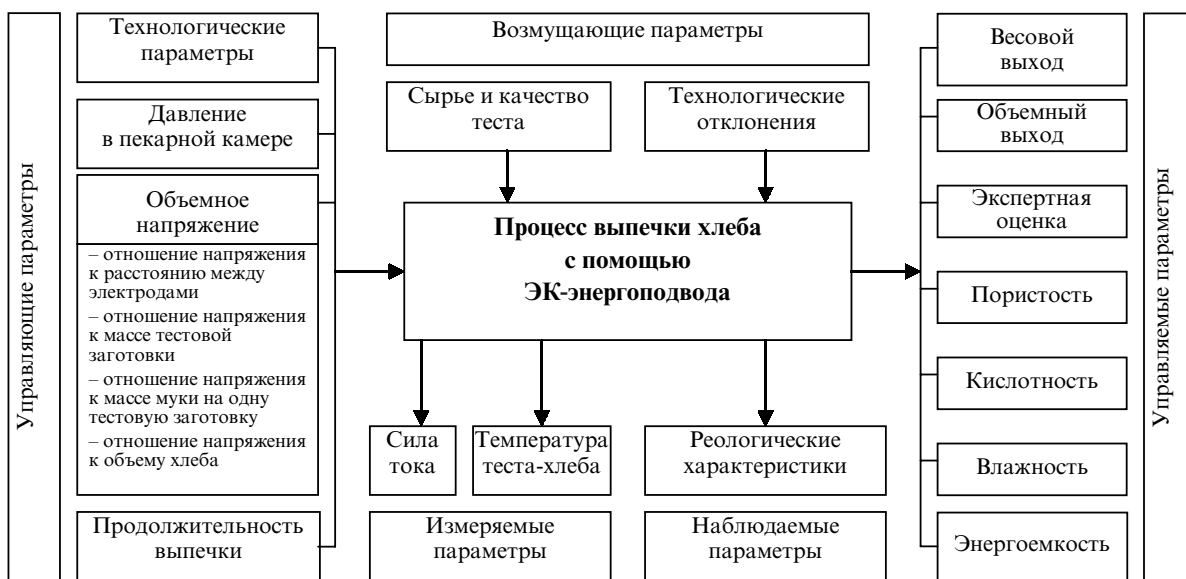 Управляющие параметры
Технологические
параметры
Давление
в пекарной камере
Объемное
напряжение
– отношение напряжения
к расстоянию между
электродами
– отношение напряжения
к массе тестовой
заготовки
– отношение напряжения
к массе муки на одну
тестовую заготовку
– отношение напряжения
к объему хлеба
Продолжительность
выпечки
Возмущающие параметры
Сырье и качество
теста
Технологические
отклонения
Процесс выпечки хлеба
с помощью
ЭК-энергоподвода
Сила
тока
Температура
теста-хлеба
Реологические
характеристики
Измеряемые
параметры
Наблюдаемые
параметры
Весовой
выход
Объемный
выход
Экспертная
оценка
Пористость
Кислотность
Влажность
Энергоемкость
Управляемые параметры